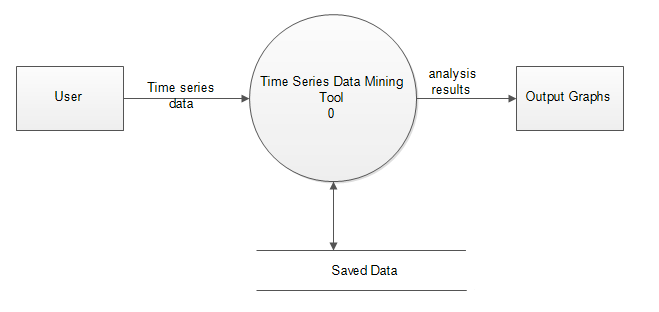 User
Time series
data
Time Series Data Mining
Tool
0
analysis
results
Output Graphs
Saved Data